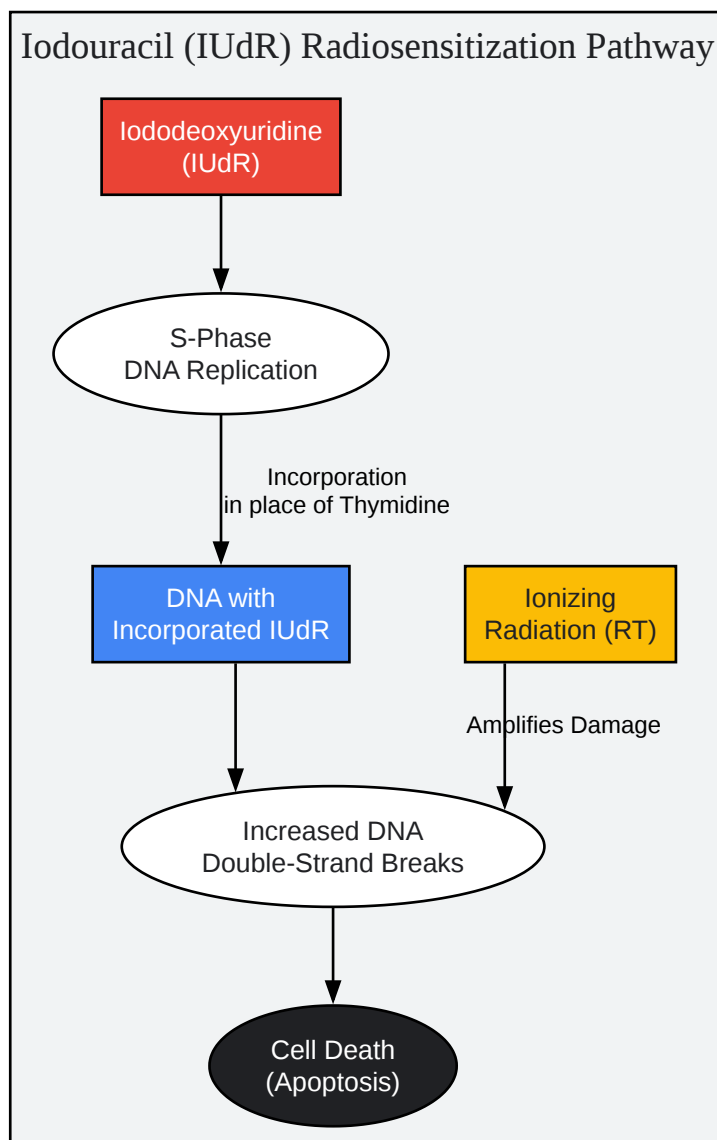 Iodouracil (IUdR) Radiosensitization Pathway
Iododeoxyuridine
(IUdR)
S-Phase
DNA Replication
Incorporation
in place of Thymidine
DNA with
Incorporated IUdR
Ionizing
Radiation (RT)
Amplifies Damage
Increased DNA
Double-Strand Breaks
Cell Death
(Apoptosis)